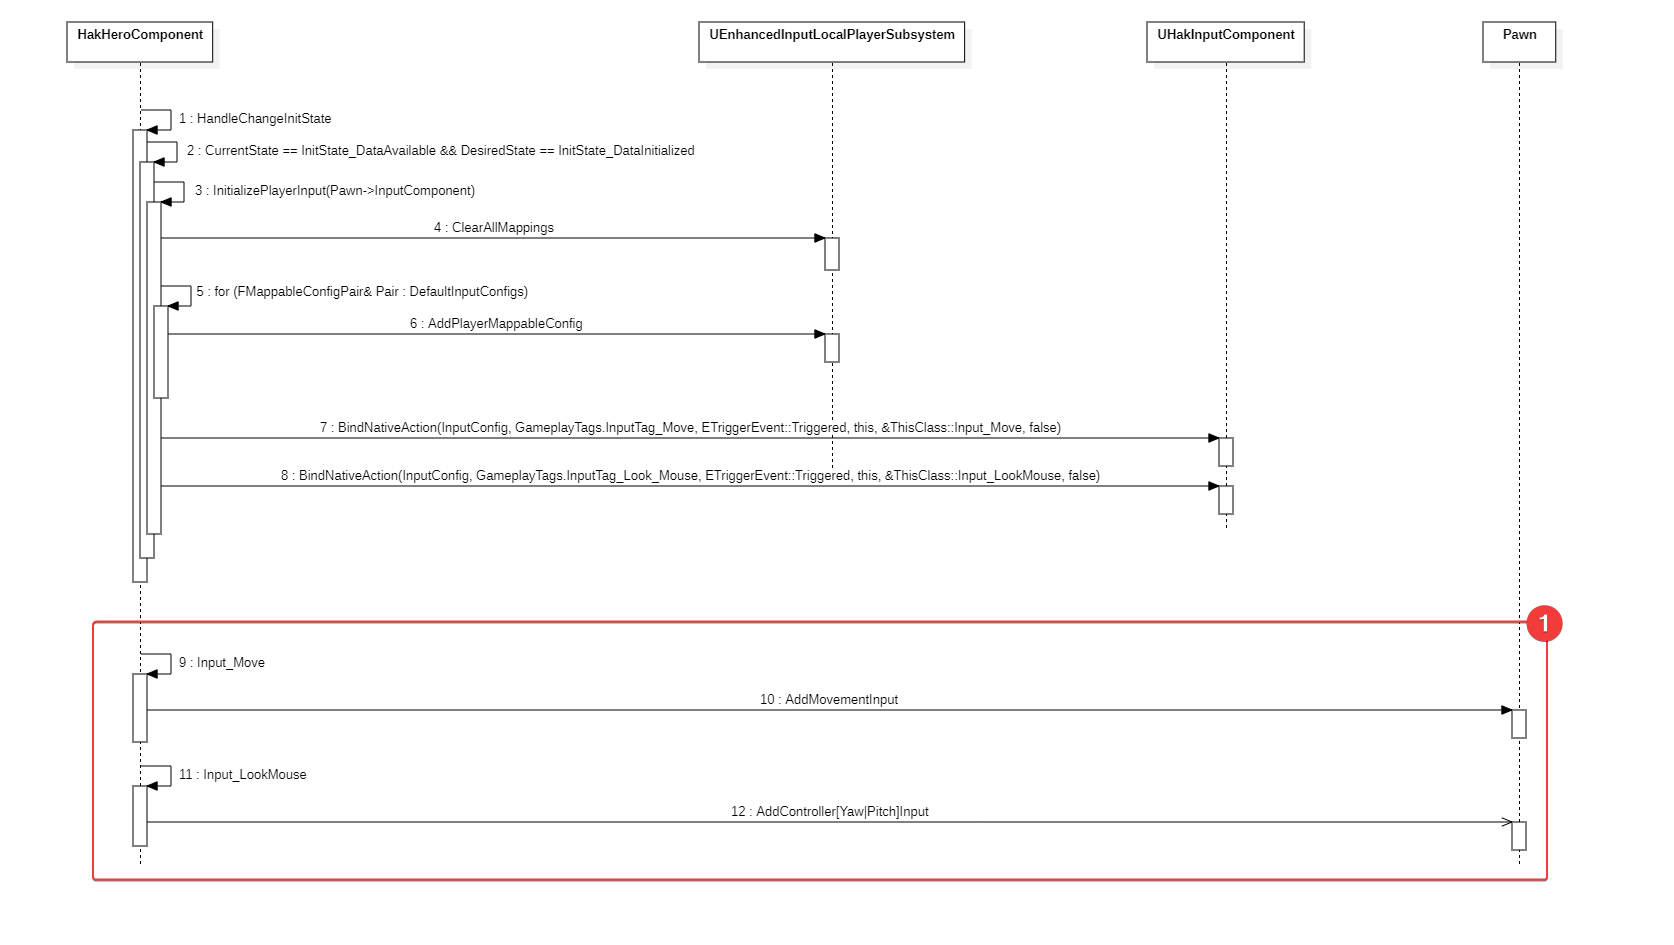 HakHeroComponent
UEnhancedInputLocalPlayerSubsystem
UHakInputComponent
Pawn
1 : HandleChangeInitState
2 : CurrentState == InitState_DataAvailable && DesiredState == InitState_DataInitialized
3 : InitializePlayerInput(Pawn->InputComponent)
4 : ClearAllMappings
5 : for (FMappableConfigPair& Pair : DefaultInputConfigs)
6 : AddPlayerMappableConfig
7 : BindNativeAction(InputConfig, GameplayTags.InputTag_Move, ETriggerEvent::Triggered, this, &ThisClass::Input_Move, false)
8 : BindNativeAction(InputConfig, GameplayTags.InputTag_Look_Mouse, ETriggerEvent::Triggered, this, &ThisClass::Input_LookMouse, false)
1
9 : Input_Move
10 : AddMovementInput
11 : Input_LookMouse
12 : AddController[Yaw|Pitch]Input